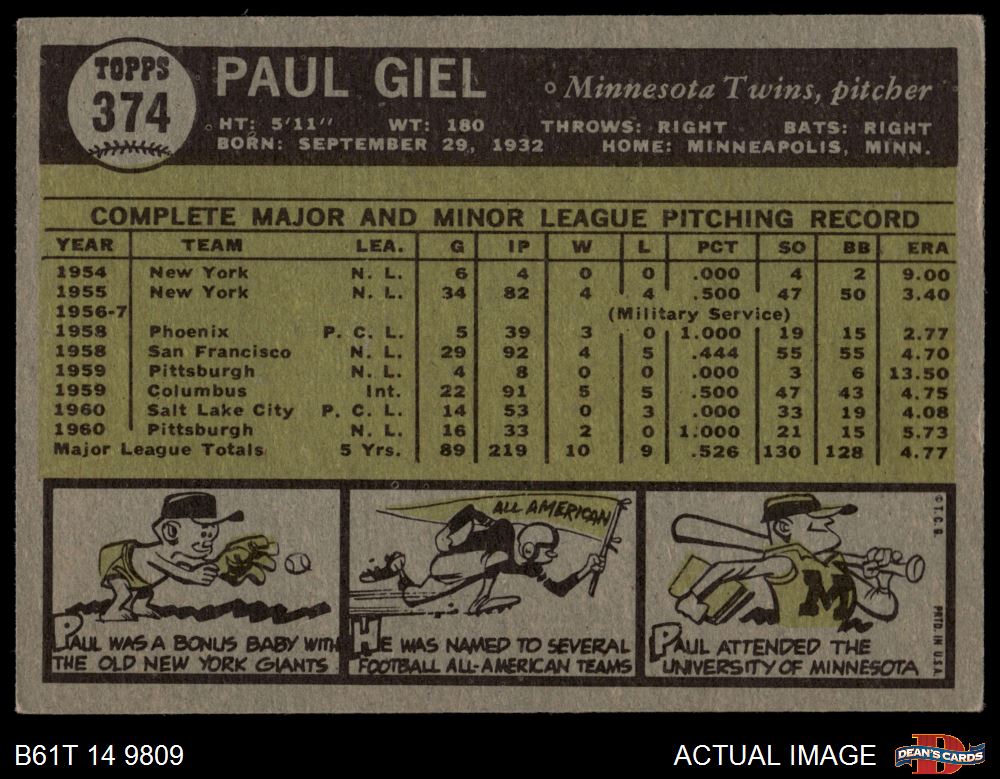 TOPPS
374
PAUL GIEL
Minnesota Twins, pitcher
HT: 5'11" WT: 180 THROWS: RIGHT BATS: RIGHT
BORN: SEPTEMBER 29, 1932 HOME: MINNEAPOLIS, MINN.
COMPLETE MAJOR AND MINOR LEAGUE PITCHING RECORD
YEAR TEAM LEA. G IP W L PCT SO BB ERA
1954 New York N. L. 6 4 0 0 .000 4 2 9.00
1955 New York N. L. 34 82 4 4 .500 47 50 3.40
1956-7 (Military Service)
1958 Phoenix P. C. L. 5 39 3 0 1.000 19 15 2.77
1958 San Francisco N. L. 29 92 4 5 .444 55 55 4.70
1959 Pittsburgh N. L. 4 8 0 0 .000 3 6 13.50
1959 Columbus Int. 22 91 5 5 .500 47 43 4.75
1960 Salt Lake City P. C. L. 14 53 0 3 .000 33 19 4.08
1960 Pittsburgh N. L. 16 33 2 0 1.000 21 15 5.73
Major League Totals 5 Yrs. 89 219 10 9 .526 130 128 4.77
PAUL WAS A BONUS BABY WITH
THE OLD NEW YORK GIANTS
ALL AMERICAN
HE WAS NAMED TO SEVERAL
FOOTBALL ALL-AMERICAN TEAMS
M
PAUL ATTENDED THE
UNIVERSITY OF MINNESOTA
© T.C.G.
PRTD. IN U.S.A.
B61T 14 9809
ACTUAL IMAGE
DEAN'S CARDS